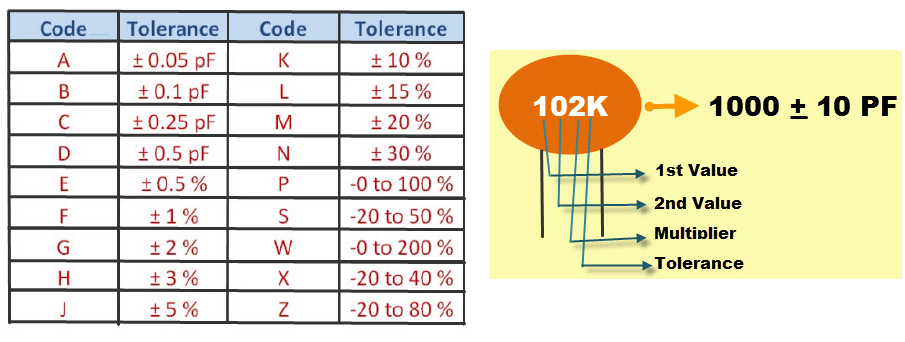 Code Tolerance Code Tolerance
A ± 0.05 pF K ± 10 %
B ± 0.1 pF L ± 15 %
C ± 0.25 pF M ± 20 %
D ± 0.5 pF N ± 30 %
E ± 0.5 % P -0 to 100 %
F ± 1 % S -20 to 50 %
G ± 2 % W -0 to 200 %
H ± 3 % X -20 to 40 %
J ± 5 % Z -20 to 80 %
102K 1000 ± 10 PF
1st Value
2nd Value
Multiplier
Tolerance